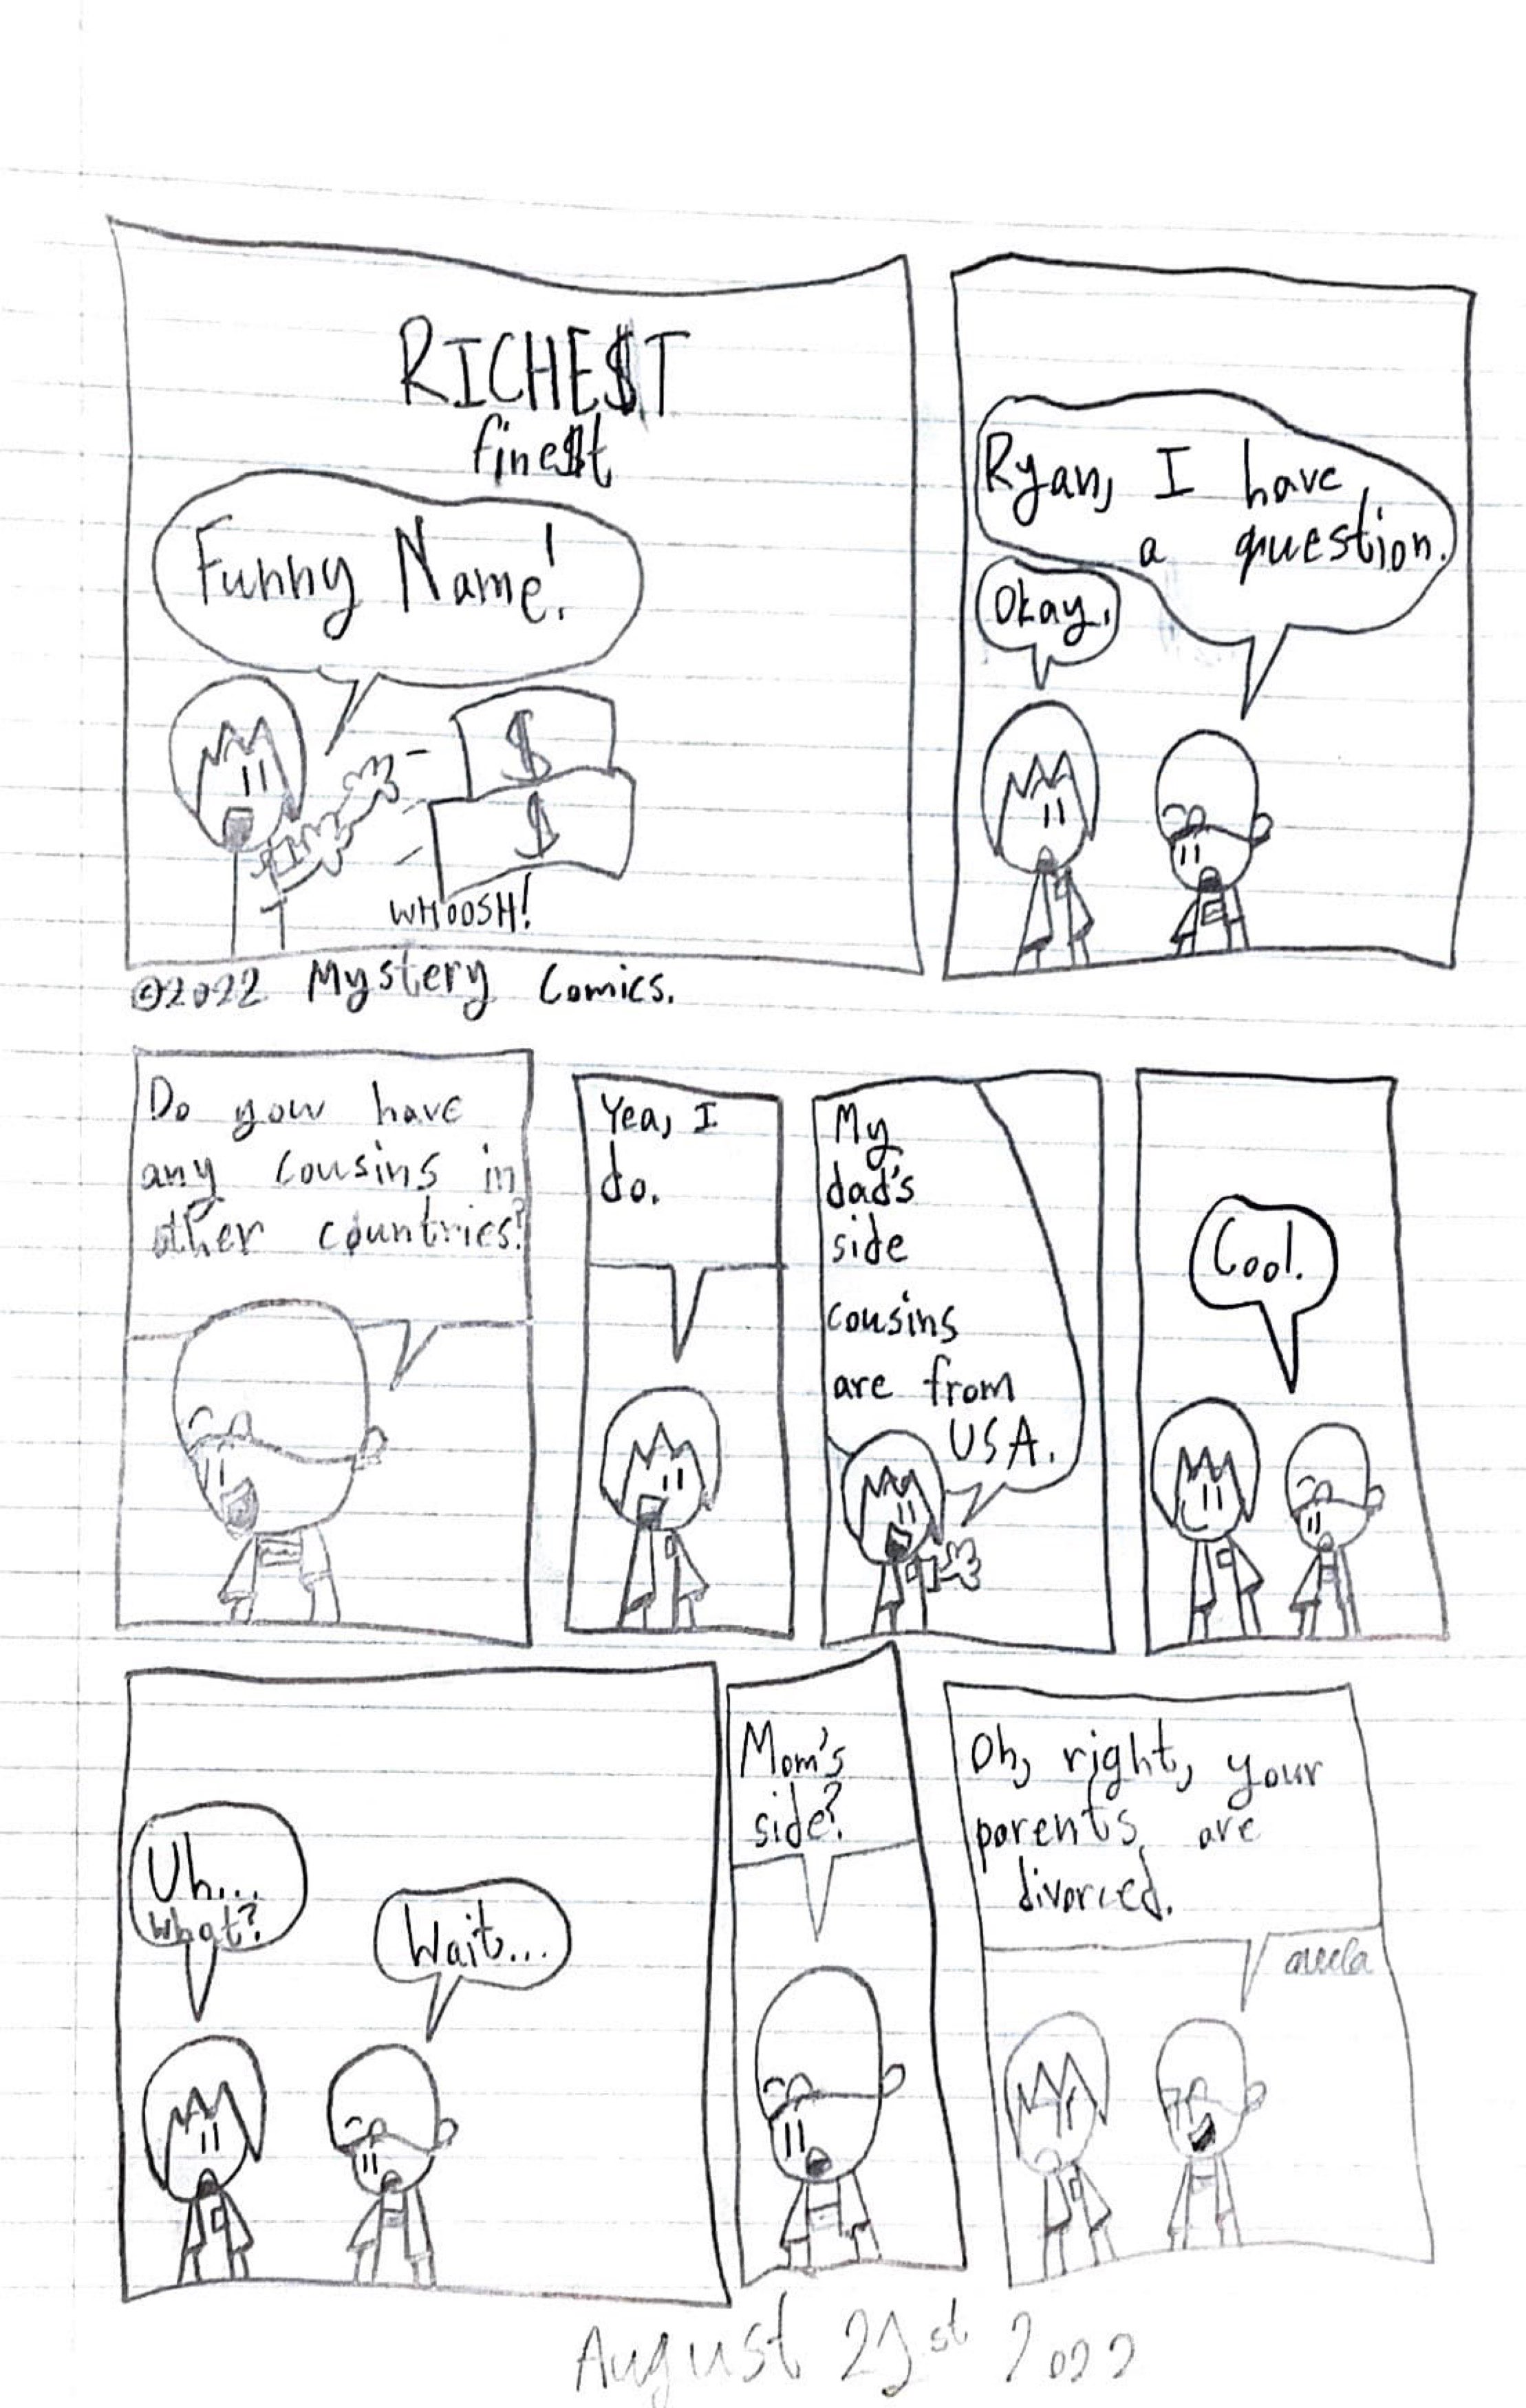 RICHE$T
fine$t
Funny Name!
WHOOSH!
©2022 Mystery Comics.
Okay.
Ryan, I have
a question.
Do you have
any cousins in
other countries?
Yea, I
do.
My
dad's
side
cousins
are from
USA.
Cool.
Uh...
what?
Wait...
Mom's
side?
Oh, right, your
parents are
divorced.
August 21st 2022